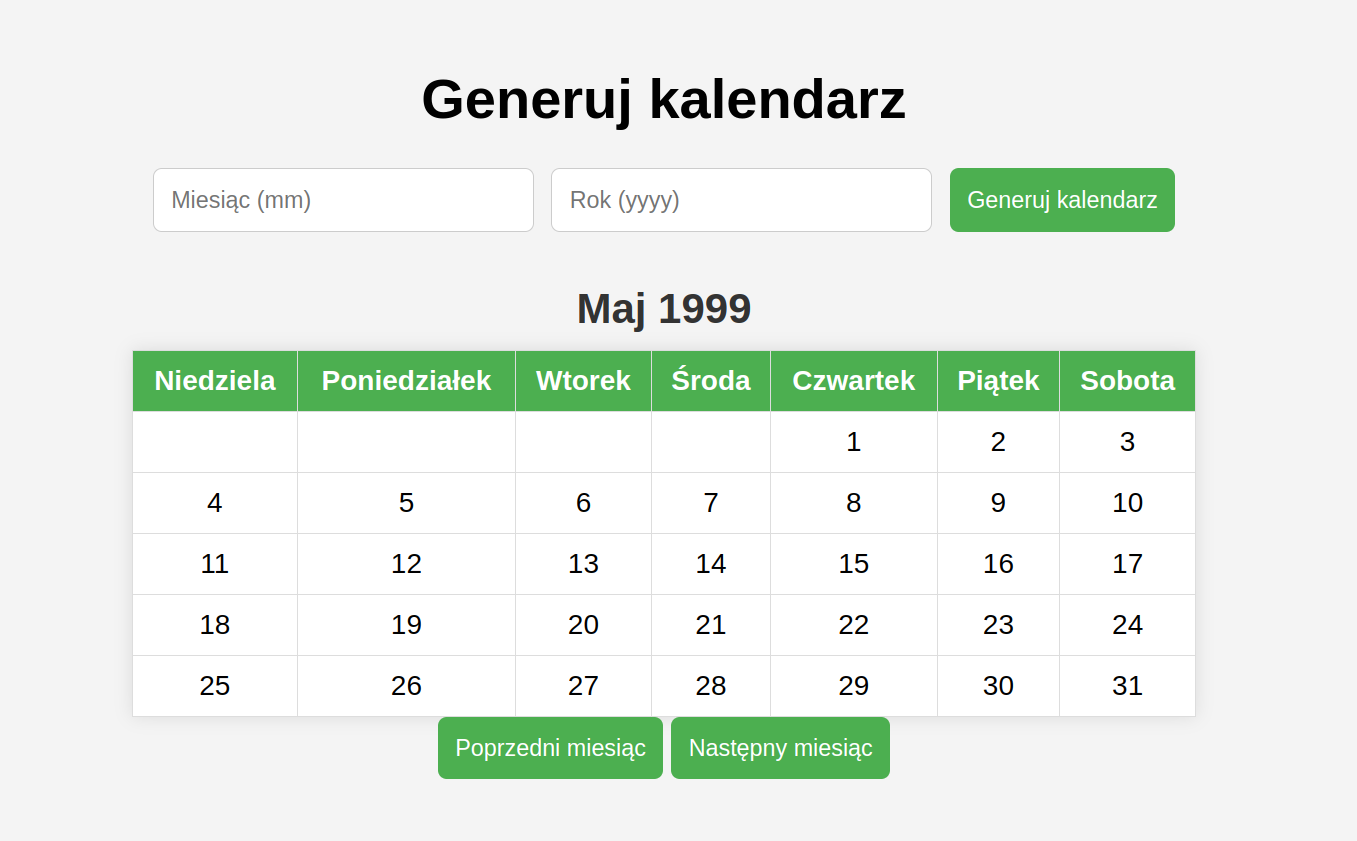 Generuj kalendarz
Miesiąc (mm) Rok (yyyy) Generuj kalendarz
Maj 1999
Niedziela Poniedziałek Wtorek Środa Czwartek Piątek Sobota
1 2 3
4 5 6 7 8 9 10
11 12 13 14 15 16 17
18 19 20 21 22 23 24
25 26 27 28 29 30 31
Poprzedni miesiąc Następny miesiąc